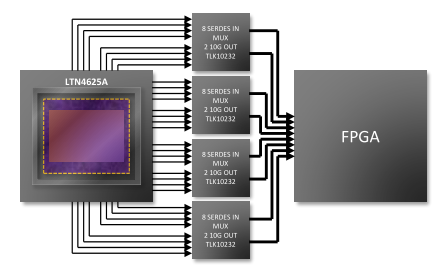 LTN4625A
8 SERDES IN
MUX
2 10G OUT
TLK10232
8 SERDES IN
MUX
2 10G OUT
TLK10232
8 SERDES IN
MUX
2 10G OUT
TLK10232
8 SERDES IN
MUX
2 10G OUT
TLK10232
FPGA